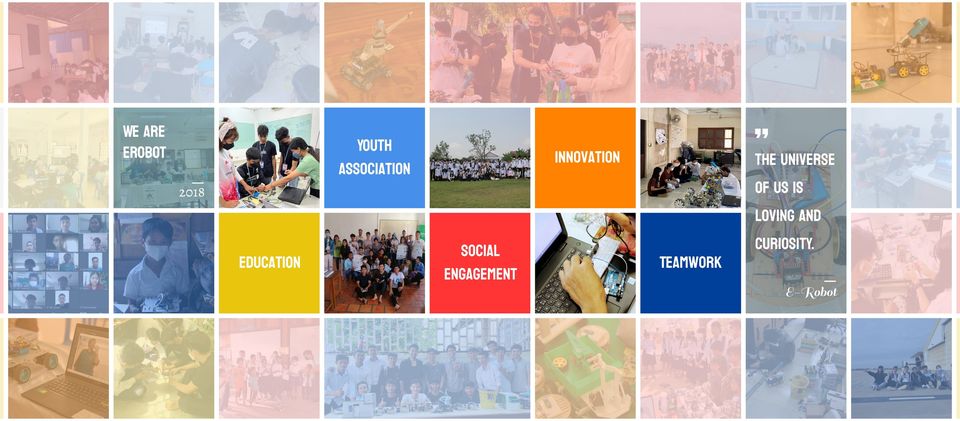 WE ARE
EROBOT
2018
YOUTH
ASSOCIATION
INNOVATION
”
THE UNIVERSE
OF US IS
LOVING AND
CURIOSITY.
E-Robot
EDUCATION
SOCIAL
ENGAGEMENT
TEAMWORK